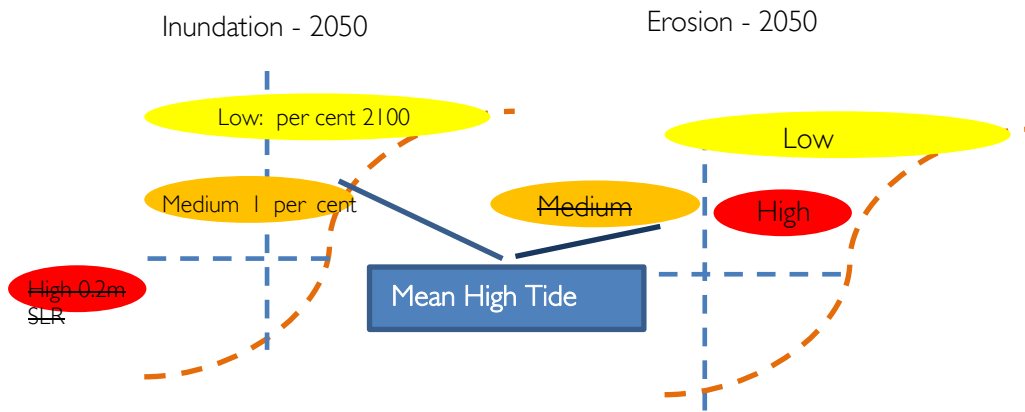 Inundation - 2050
Erosion - 2050
Low: per cent 2100
Low
Medium 1 per cent
Medium
High
High 0.2m
SLR
Mean High Tide